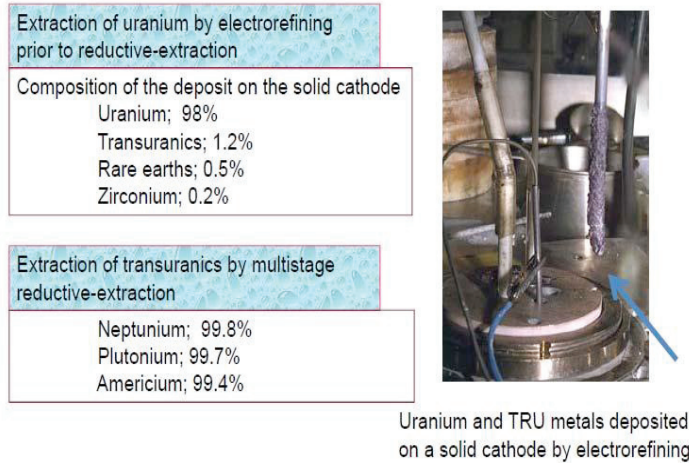 Extraction of uranium by electrorefining
prior to reductive-extraction
Composition of the deposit on the solid cathode
Uranium; 98%
Transuranics; 1.2%
Rare earths; 0.5%
Zirconium; 0.2%
Extraction of transuranics by multistage
reductive-extraction
Neptunium; 99.8%
Plutonium; 99.7%
Americium; 99.4%
Uranium and TRU metals deposited
on a solid cathode by electrorefining